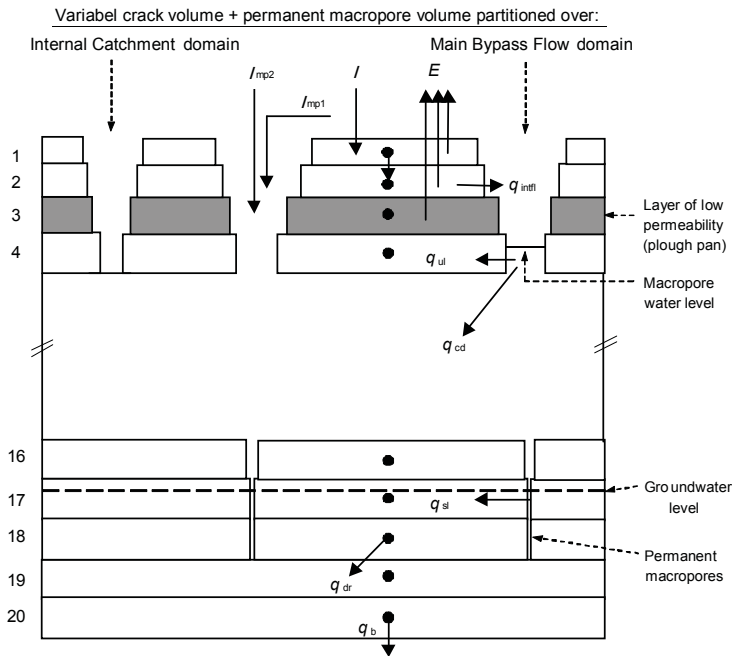 Variabel crack volume + permanent macropore volume partitioned over:
Internal Catchment domain
Main Bypass Flow domain
I mp2
I mp1
I
E
1
2
q intfl
3
Layer of low
permeability
(plough pan)
4
q ul
Macropore
water level
q cd
16
17
q sl
Groundwater
level
18
q dr
Permanent
macropores
19
20
q b